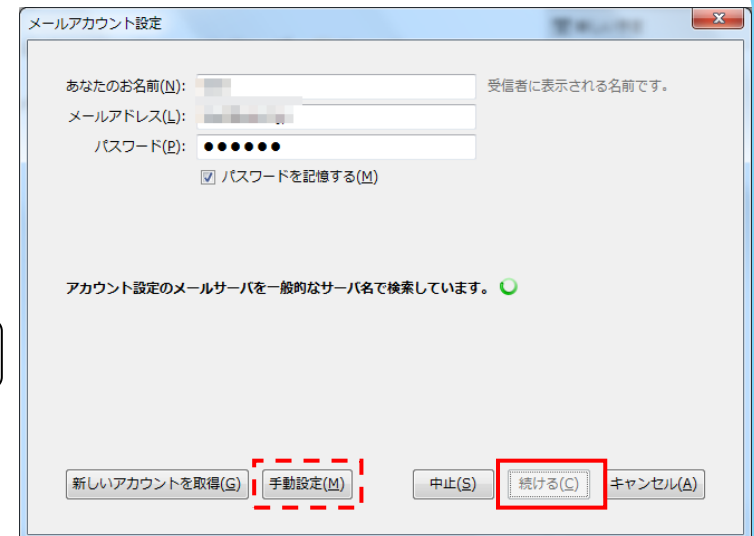 メールアカウント設定
あなたのお名前(N):
受信者に表示される名前です。
メールアドレス(L):
パスワード(P): ●●●●●●
パスワードを記憶する(M)
アカウント設定のメールサーバを一般的なサーバ名で検索しています。
新しいアカウントを取得(G) 手動設定(M) 中止(S) 続ける(C) キャンセル(A)